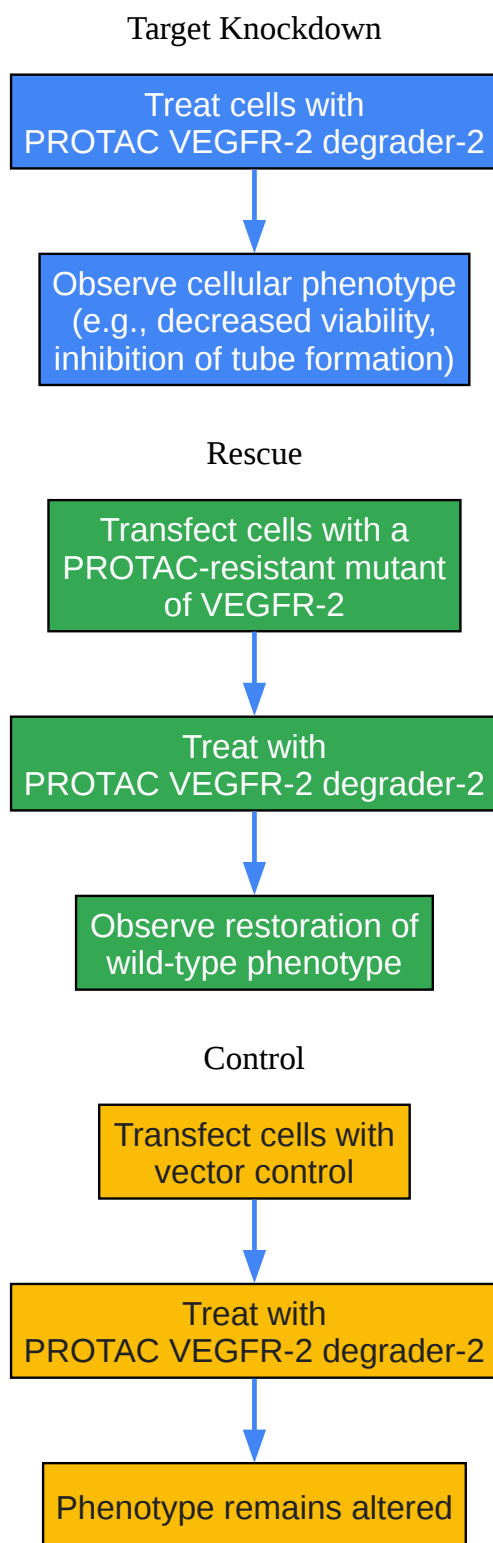 Target Knockdown
Treat cells with
PROTAC VEGFR-2 degrader-2
Observe cellular phenotype
(e.g., decreased viability,
inhibition of tube formation)
Rescue
Transfect cells with a
PROTAC-resistant mutant
of VEGFR-2
Treat with
PROTAC VEGFR-2 degrader-2
Observe restoration of
wild-type phenotype
Control
Transfect cells with
vector control
Treat with
PROTAC VEGFR-2 degrader-2
Phenotype remains altered